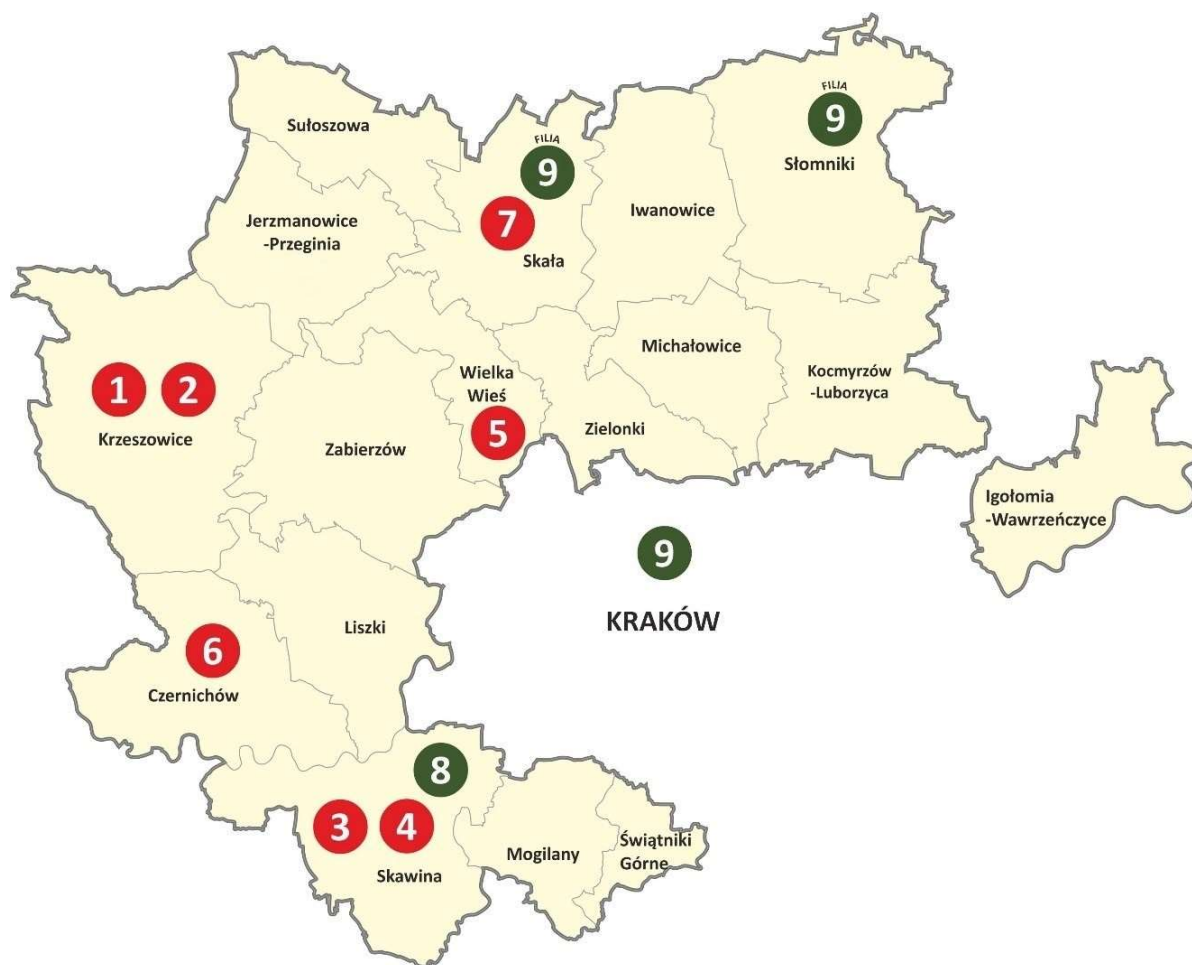 FILIA
9
Słomniki
Sułoszowa
FILIA
9
7
Skała
Iwanowice
Jerzmanowice
-Przeginia
Michałowice
Kocmyrzów
-Luborzyca
Wielka
Wieś
5
1 2
Krzeszowice
Zabierzów
Zielonki
Igołomia
-Wawrzeńczyce
9
KRAKÓW
Liszki
6
Czernichów
8
3 4
Skawina
Mogilany
Świątniki
Górne